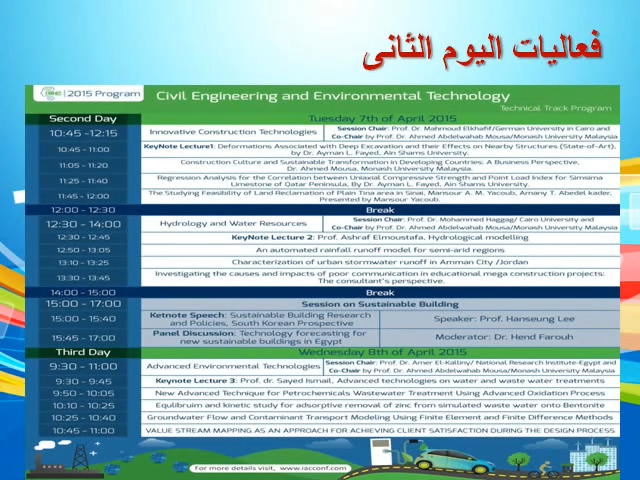 فعاليات اليوم الثانى
2015 Program
Civil Engineering and Environmental Technology
Technical Track Program
Second Day
Tuesday 7th of April 2015
10:45 -12:15
Innovative Construction Technologies
Session Chair: Prof. Dr. Mahmoud Elkhafif/German University in Cairo and
Co-Chair by Prof. Dr. Ahmed Abdelwahab Mousa/Monash University Malaysia
10:45 - 11:00
KeyNote Lecture1: Deformations Associated with Deep Excavation and their Effects on Nearby Structures (State-of-Art),
by Dr. Ayman L. Fayed, Ain Shams University.
11:05 - 11:20
Construction Culture and Sustainable Transformation in Developing Countries: A Business Perspective,
Dr. Ahmed Mousa, Monash University Malaysia.
11:25 - 11:40
Regression Analysis for the Correlation between Uniaxial Compressive Strength and Point Load Index for Simsima
Limestone of Qatar Peninsula, By Dr. Ayman L. Fayed, Ain Shams University.
11:45 - 12:00
The Studying Feasibility of Land Reclamation of Plain Tina area in Sinai, Mansour A. M. Yacoub, Amany T. Abedel kader,
Presented by Mansour Yacoub.
12:00 - 12:30
Break
12:30 - 14:00
Hydrology and Water Resources
Session Chair: Prof. Dr. Mohammed Haggag/ Cairo University and
Co-Chair by Prof. Dr. Ahmed Abdelwahab Mousa/Monash University Malaysia
12:30 - 12:45
KeyNote Lecture 2: Prof. Ashraf Elmoustafa, Hydrological modelling
12:50 - 13:05
An automated rainfall runoff model for semi-arid regions
13:10 - 13:25
Characterization of urban stormwater runoff in Amman City /Jordan
13:30 - 13:45
Investigating the causes and impacts of poor communication in educational mega construction projects:
The consultant's perspective.
14:00 - 15:00
Break
15:00 - 17:00
Session on Sustainable Building
15:00 - 15:40
Ketnote Speech: Sustainable Building Research
and Policies, South Korean Prospective
Speaker: Prof. Hanseung Lee
15:45 - 17:00
Panel Discussion: Technology forecasting for
new sustainable buildings in Egypt
Moderator: Dr. Hend Farouh
Third Day
Wednesday 8th of April 2015
9:30 - 11:00
Advanced Environmental Technologies
Session Chair: Prof. Dr. Amer El-Kattny/ National Research Institute-Egypt and
Co-Chair by Prof. Dr. Ahmed Abdelwahab Mousa/Monash University Malaysia
9:30 - 9:45
Keynote Lecture 3: Prof. dr. Sayed Ismail, Advanced technologies on water and waste water treatments
9:50 - 10:05
New Advanced Technique for Petrochemicals Wastewater Treatment Using Advanced Oxidation Process
10:10 - 10:25
Equlibruim and kinetic study for adsorptive removal of zinc from simulated waste water onto Bentonite
10:25 - 10:40
Groundwater Flow and Contaminant Transport Modeling Using Finite Element and Finite Difference Methods
10:45 - 11:00
VALUE STREAM MAPPING AS AN APPROACH FOR ACHIEVING CLIENT SATISFACTION DURING THE DESIGN PROCESS
For more details visit, www.iacconf.com